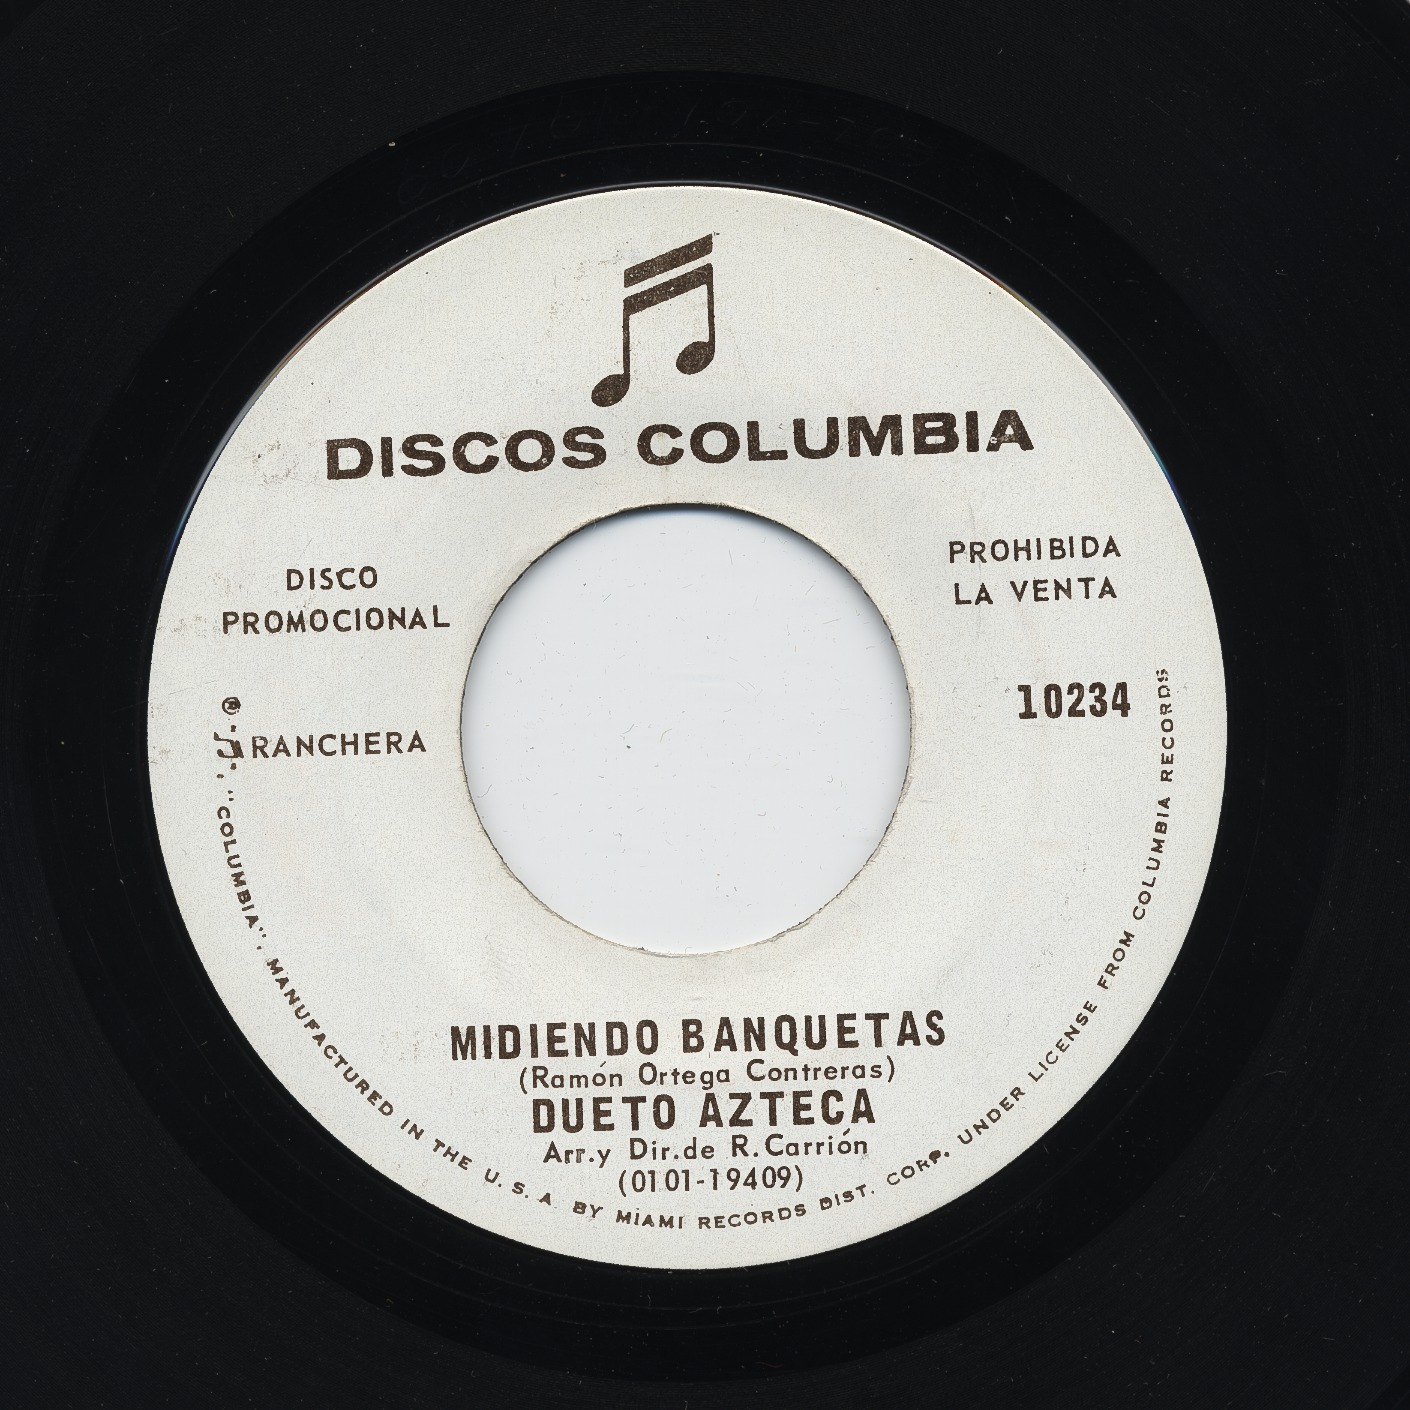 DISCOS COLUMBIA
DISCO
PROMOCIONAL
PROHIBIDA
LA VENTA
10234
RANCHERA
MIDIENDO BANQUETAS
(Ramón Ortega Contreras)
DUETO AZTECA
Arr.y Dir.de R.Carrión
(0101-19409)
® "♫", "COLUMBIA", MANUFACTURED IN THE U.S.A. BY MIAMI RECORDS DIST. CORP. UNDER LICENSE FROM COLUMBIA RECORDS